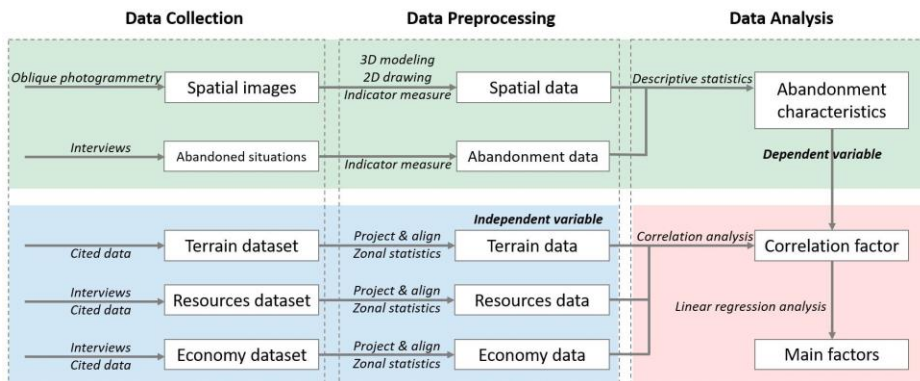 Data Collection
Data Preprocessing
Data Analysis
Oblique photogrammetry
Spatial images
3D modeling
2D drawing
Indicator measure
Spatial data
Descriptive statistics
Abandonment
characteristics
Interviews
Abandoned situations
Indicator measure
Abandonment data
Dependent variable
Independent variable
Cited data
Terrain dataset
Project & align
Zonal statistics
Terrain data
Correlation analysis
Correlation factor
Interviews
Cited data
Resources dataset
Project & align
Zonal statistics
Resources data
Linear regression analysis
Interviews
Cited data
Economy dataset
Project & align
Zonal statistics
Economy data
Main factors